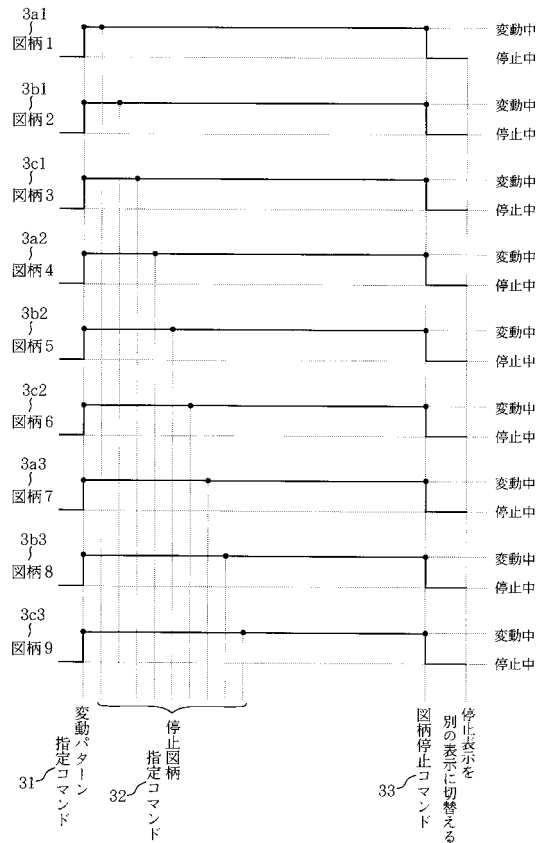 3a1
図柄1
変動中
停止中
3b1
図柄2
変動中
停止中
3c1
図柄3
変動中
停止中
3a2
図柄4
変動中
停止中
3b2
図柄5
変動中
停止中
3c2
図柄6
変動中
停止中
3a3
図柄7
変動中
停止中
3b3
図柄8
変動中
停止中
3c3
図柄9
変動中
停止中
変動パターン
指定コマンド
31
停止図柄
指定コマンド
32
図柄停止コマンド
33
停止表示を
別の表示に切替える